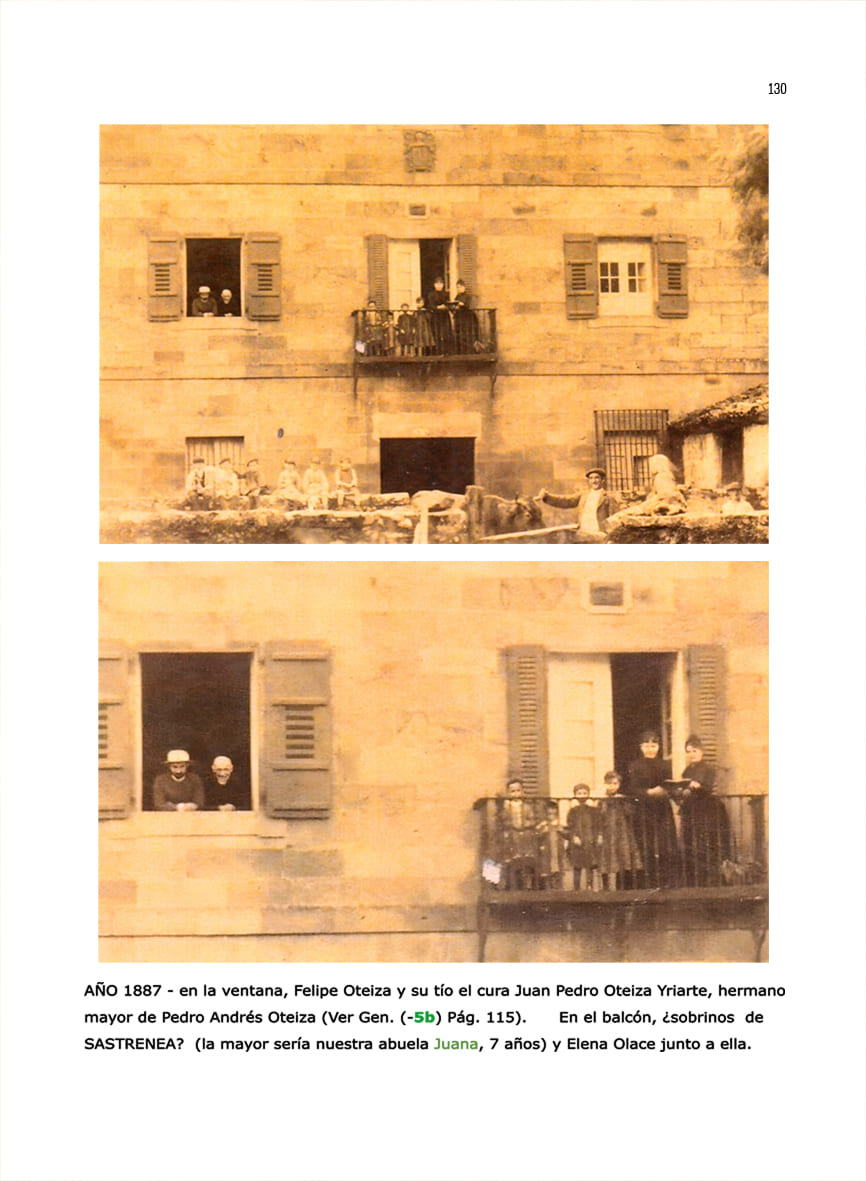 130
AÑO 1887 - en la ventana, Felipe Oteiza y su tío el cura Juan Pedro Oteiza Yriarte, hermano
mayor de Pedro Andrés Oteiza (Ver Gen. (-5b) Pág. 115). En el balcón, ¿sobrinos de
SASTRENEA? (la mayor sería nuestra abuela Juana, 7 años) y Elena Olace junto a ella.